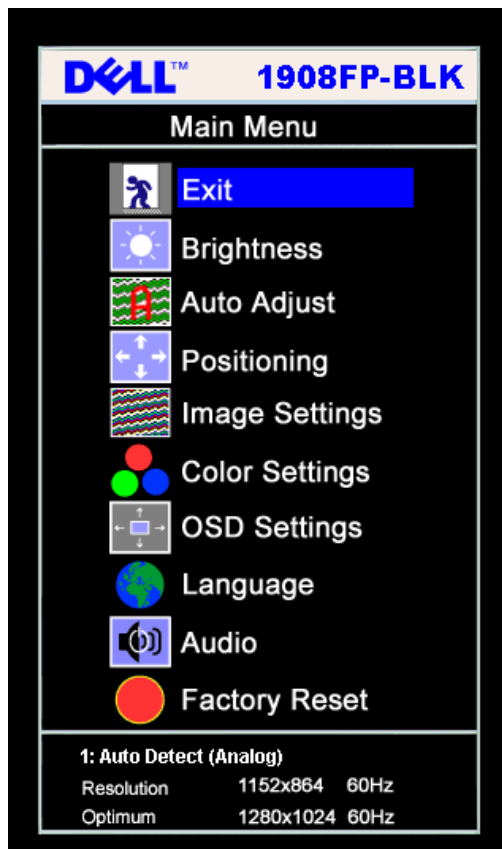 DELL™ 1908FP-BLK
Main Menu
Exit
Brightness
Auto Adjust
Positioning
Image Settings
Color Settings
OSD Settings
Language
Audio
Factory Reset
1: Auto Detect (Analog)
Resolution 1152x864 60Hz
Optimum 1280x1024 60Hz